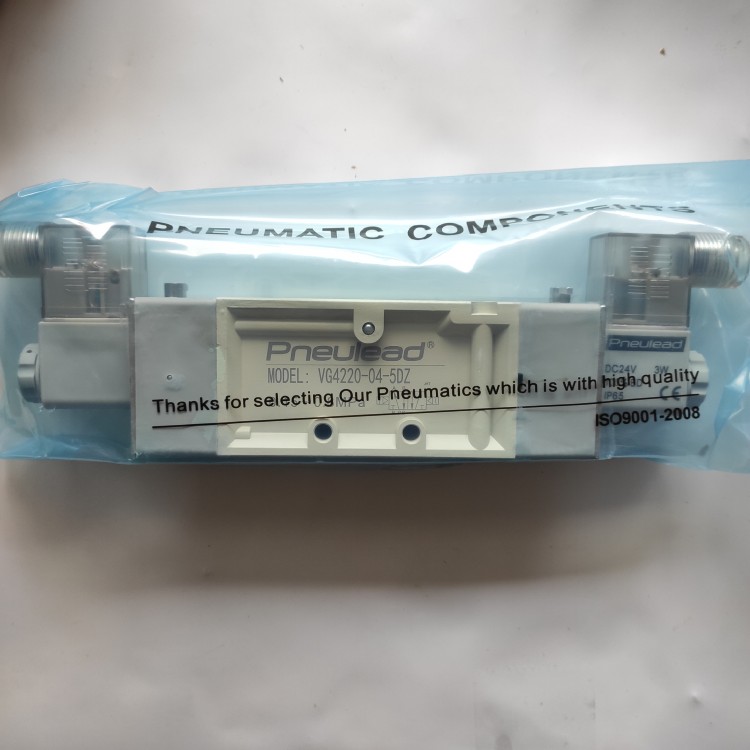 PNEUMATIC COMPONENTS
Pneulead®
MODEL: VG4220-04-5DZ
MPa
Pneulead
DC24V 3W
IP65 CE
Thanks for selecting Our Pneumatics which is with high quality
ISO9001-2008